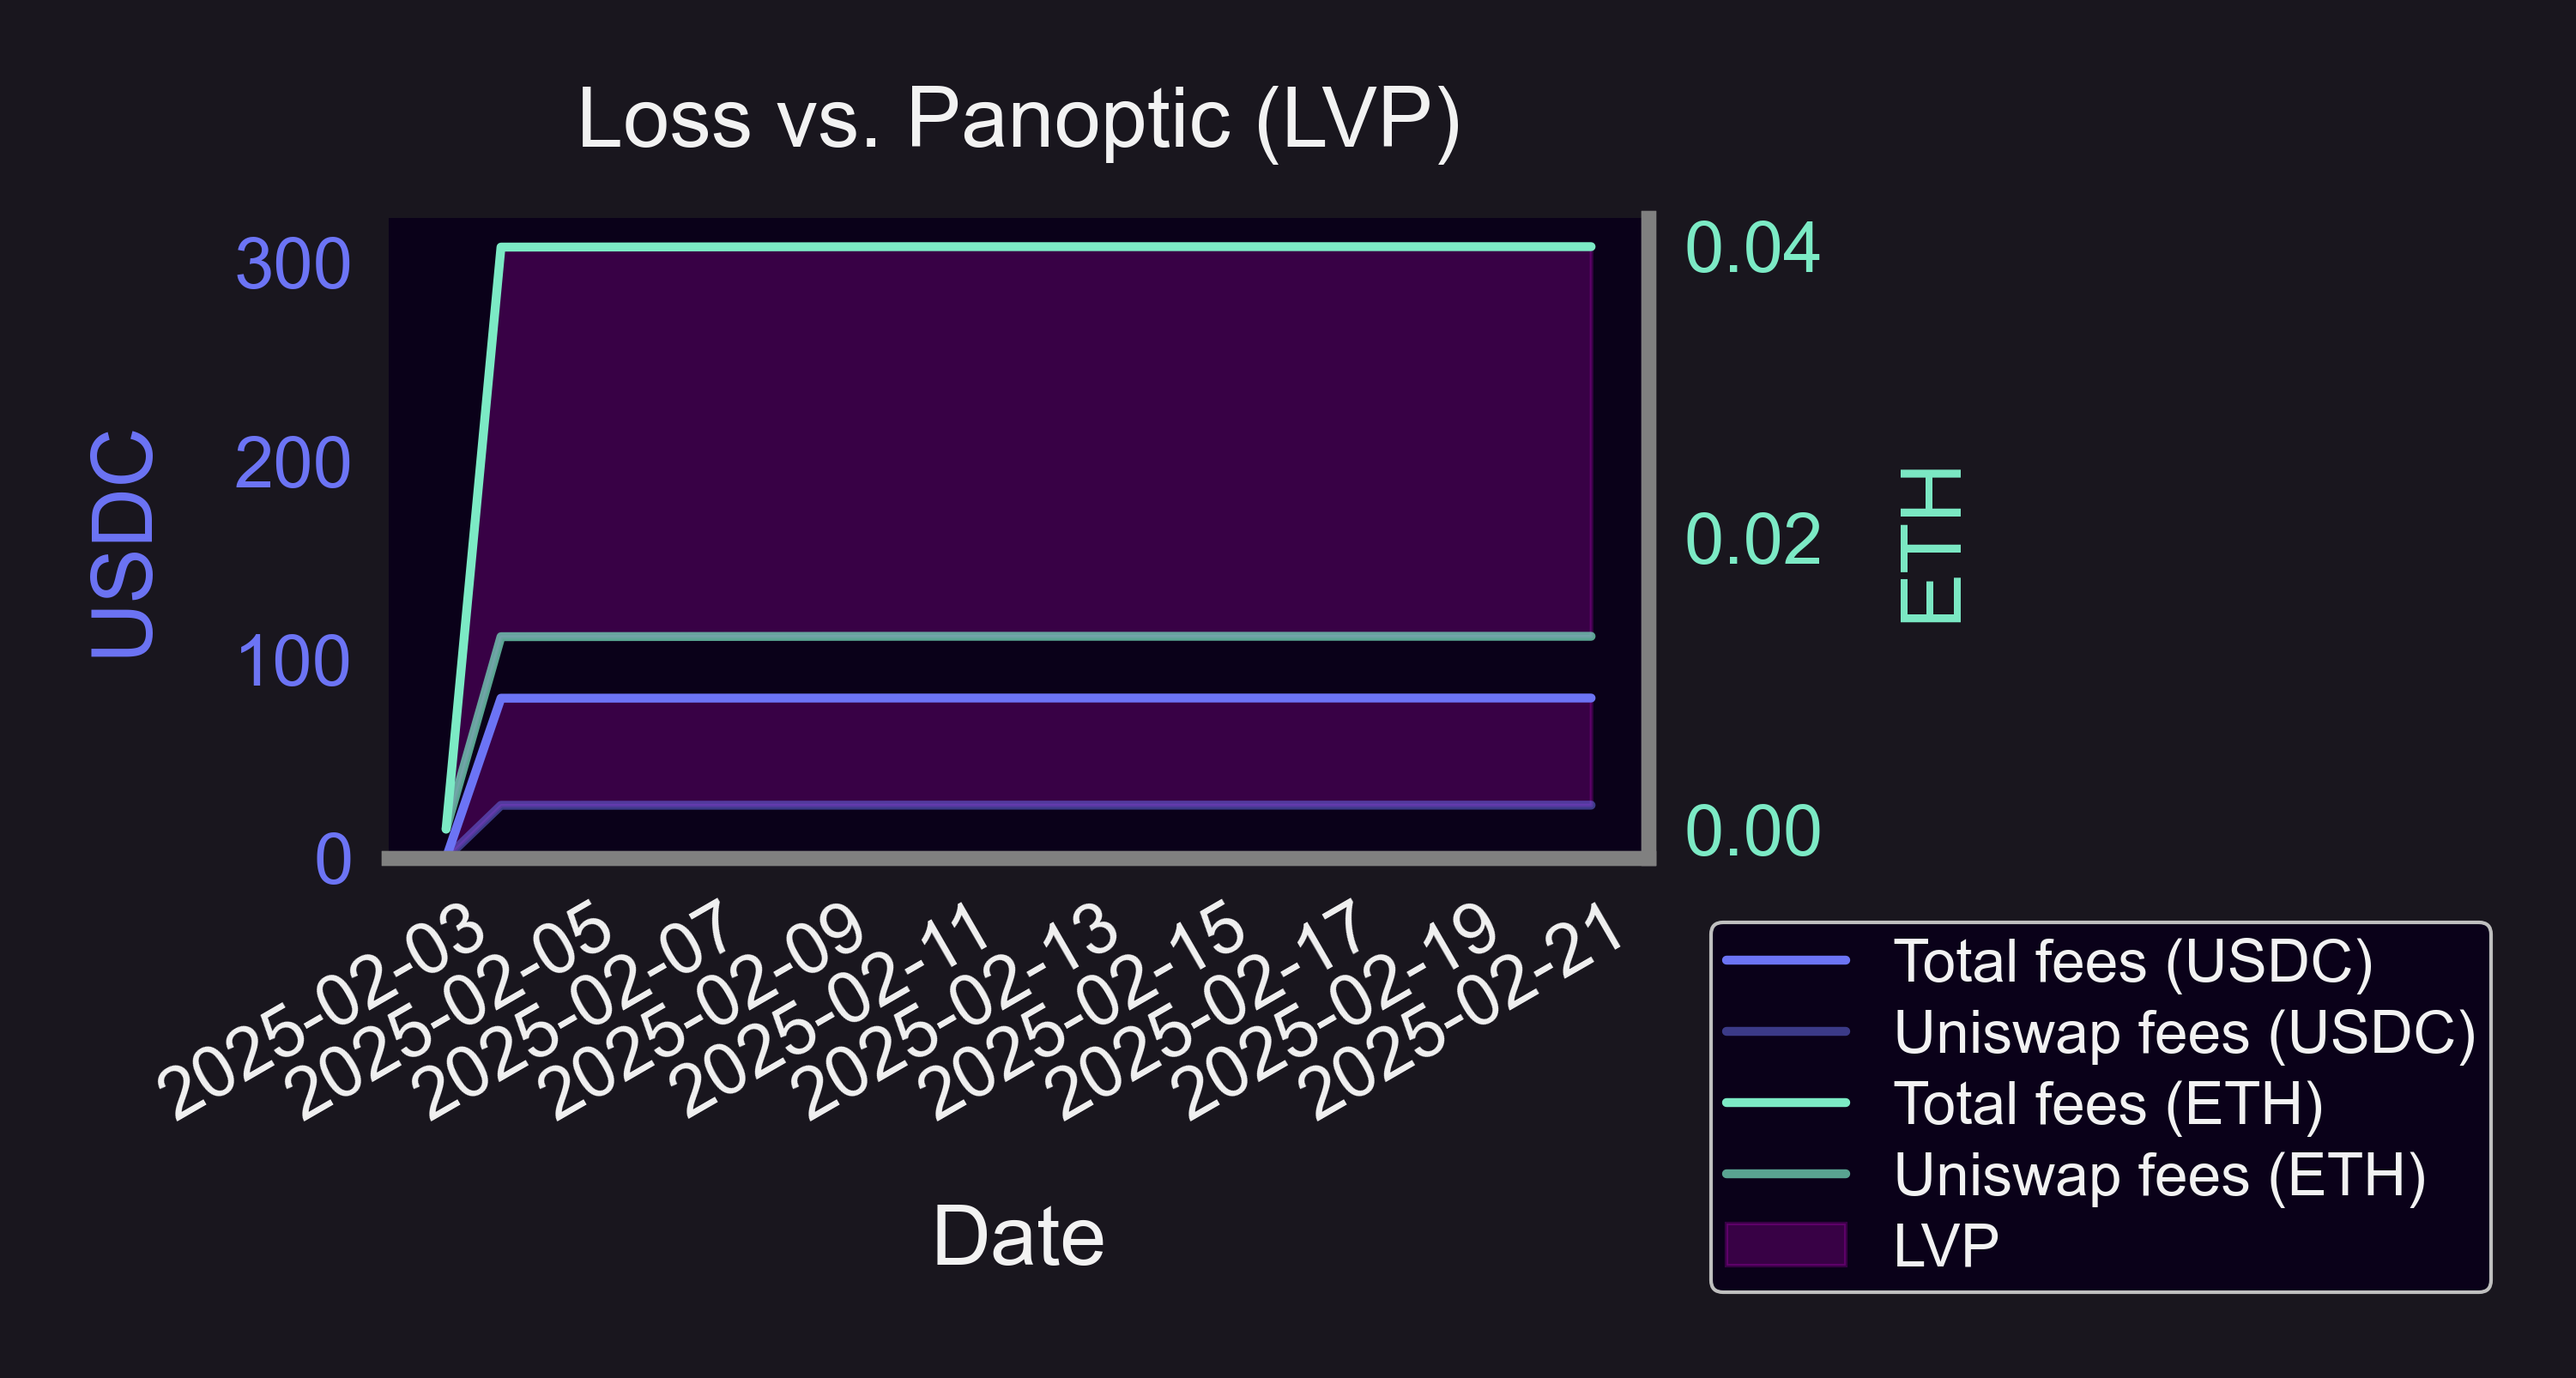 Loss vs. Panoptic (LVP)
USDC
300
200
100
0
0.04
0.02
0.00
ETH
2025-02-03
2025-02-05
2025-02-07
2025-02-09
2025-02-11
2025-02-13
2025-02-15
2025-02-17
2025-02-19
2025-02-21
Date
Total fees (USDC)
Uniswap fees (USDC)
Total fees (ETH)
Uniswap fees (ETH)
LVP